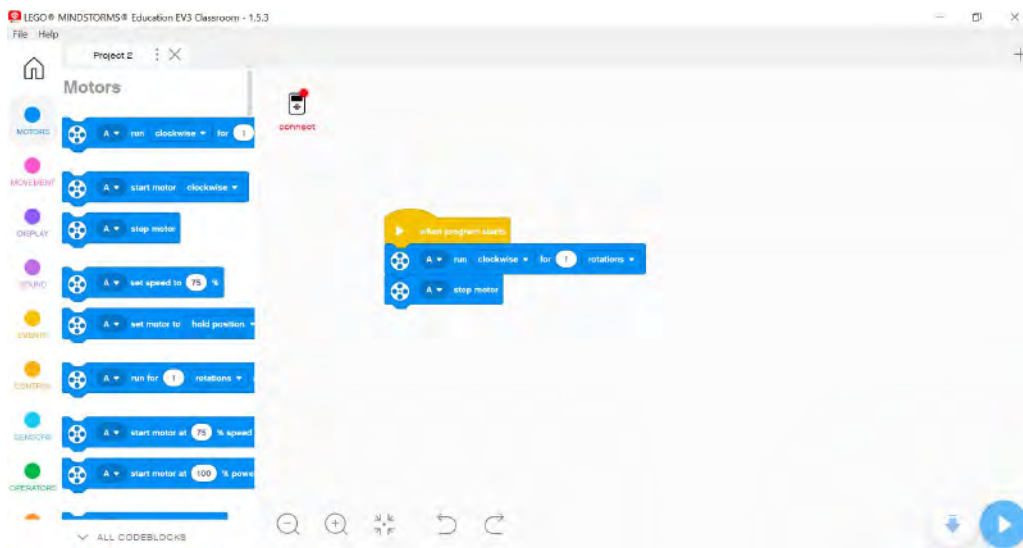 LEGO® MINDSTORMS® Education EV3 Classroom - 1.5.3
File Help
Project 2
Motors
connect
MOTORS
A run clockwise for 1
MOVEMENT
A start motor clockwise
DISPLAY
A stop motor
SOUND
A set speed to 75 %
EVENTS
A set motor to hold position
CONTROL
A run for 1 rotations
SENSORS
A start motor at 75 % speed
OPERATORS
A start motor at 100 % powe
ALL CODEBLOCKS
when program starts
A run clockwise for 1 rotations
A stop motor